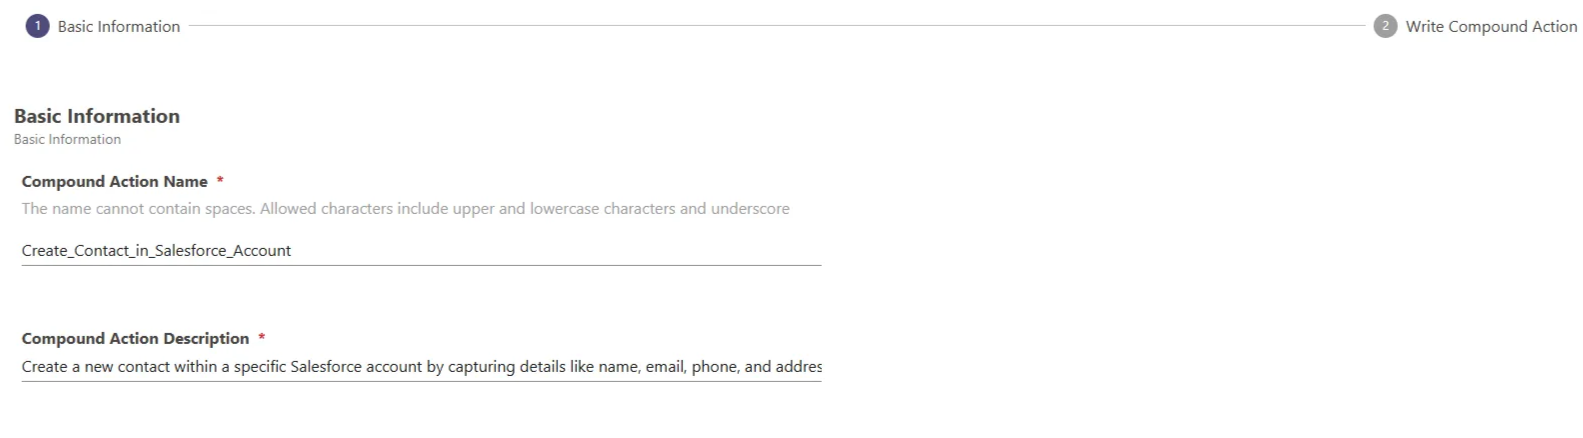 1 Basic Information
2 Write Compound Action
Basic Information
Basic Information
Compound Action Name *
The name cannot contain spaces. Allowed characters include upper and lowercase characters and underscore
Create_Contact_in_Salesforce_Account
Compound Action Description *
Create a new contact within a specific Salesforce account by capturing details like name, email, phone, and addres